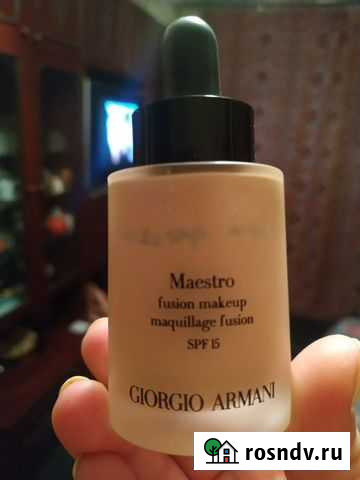 Maestro
fusion makeup
maquillage fusion
SPF 15
GIORGIO ARMANI
rosndv.ru